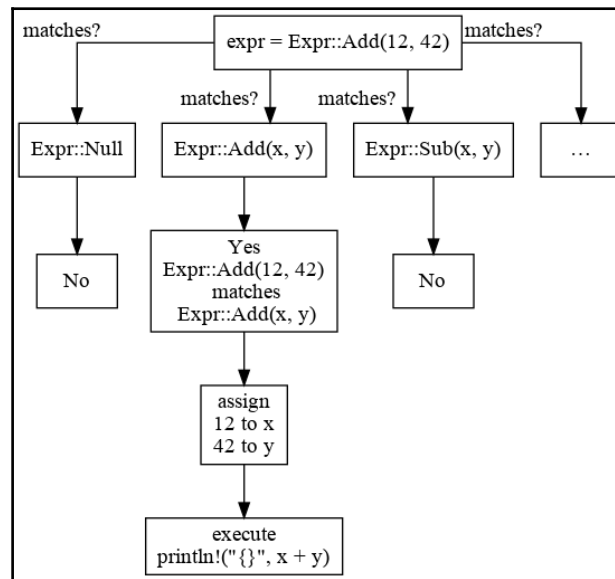 matches?
expr = Expr::Add(12, 42)
matches?
matches?
matches?
Expr::Null
Expr::Add(x, y)
Expr::Sub(x, y)
...
No
Yes
Expr::Add(12, 42)
matches
Expr::Add(x, y)
No
assign
12 to x
42 to y
execute
println!("{}", x + y)